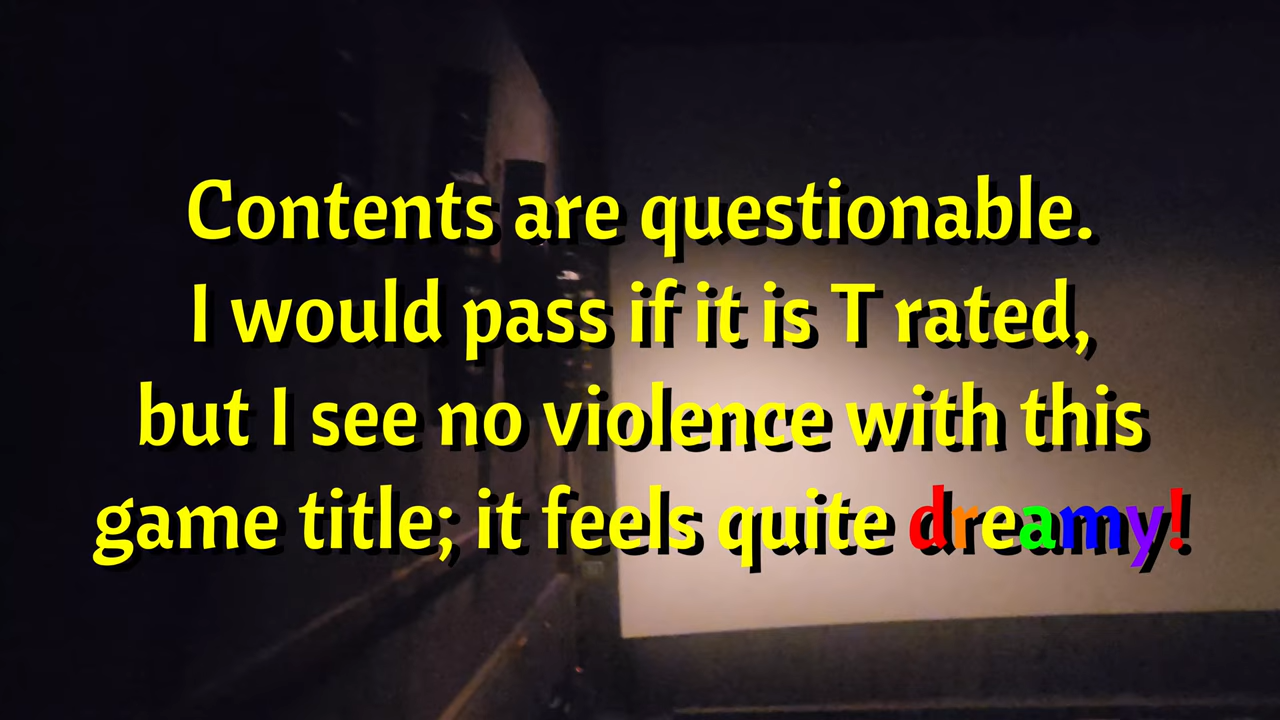 Contents are questionable.
I would pass if it is T rated,
but I see no violence with this
game title; it feels quite dreamy!